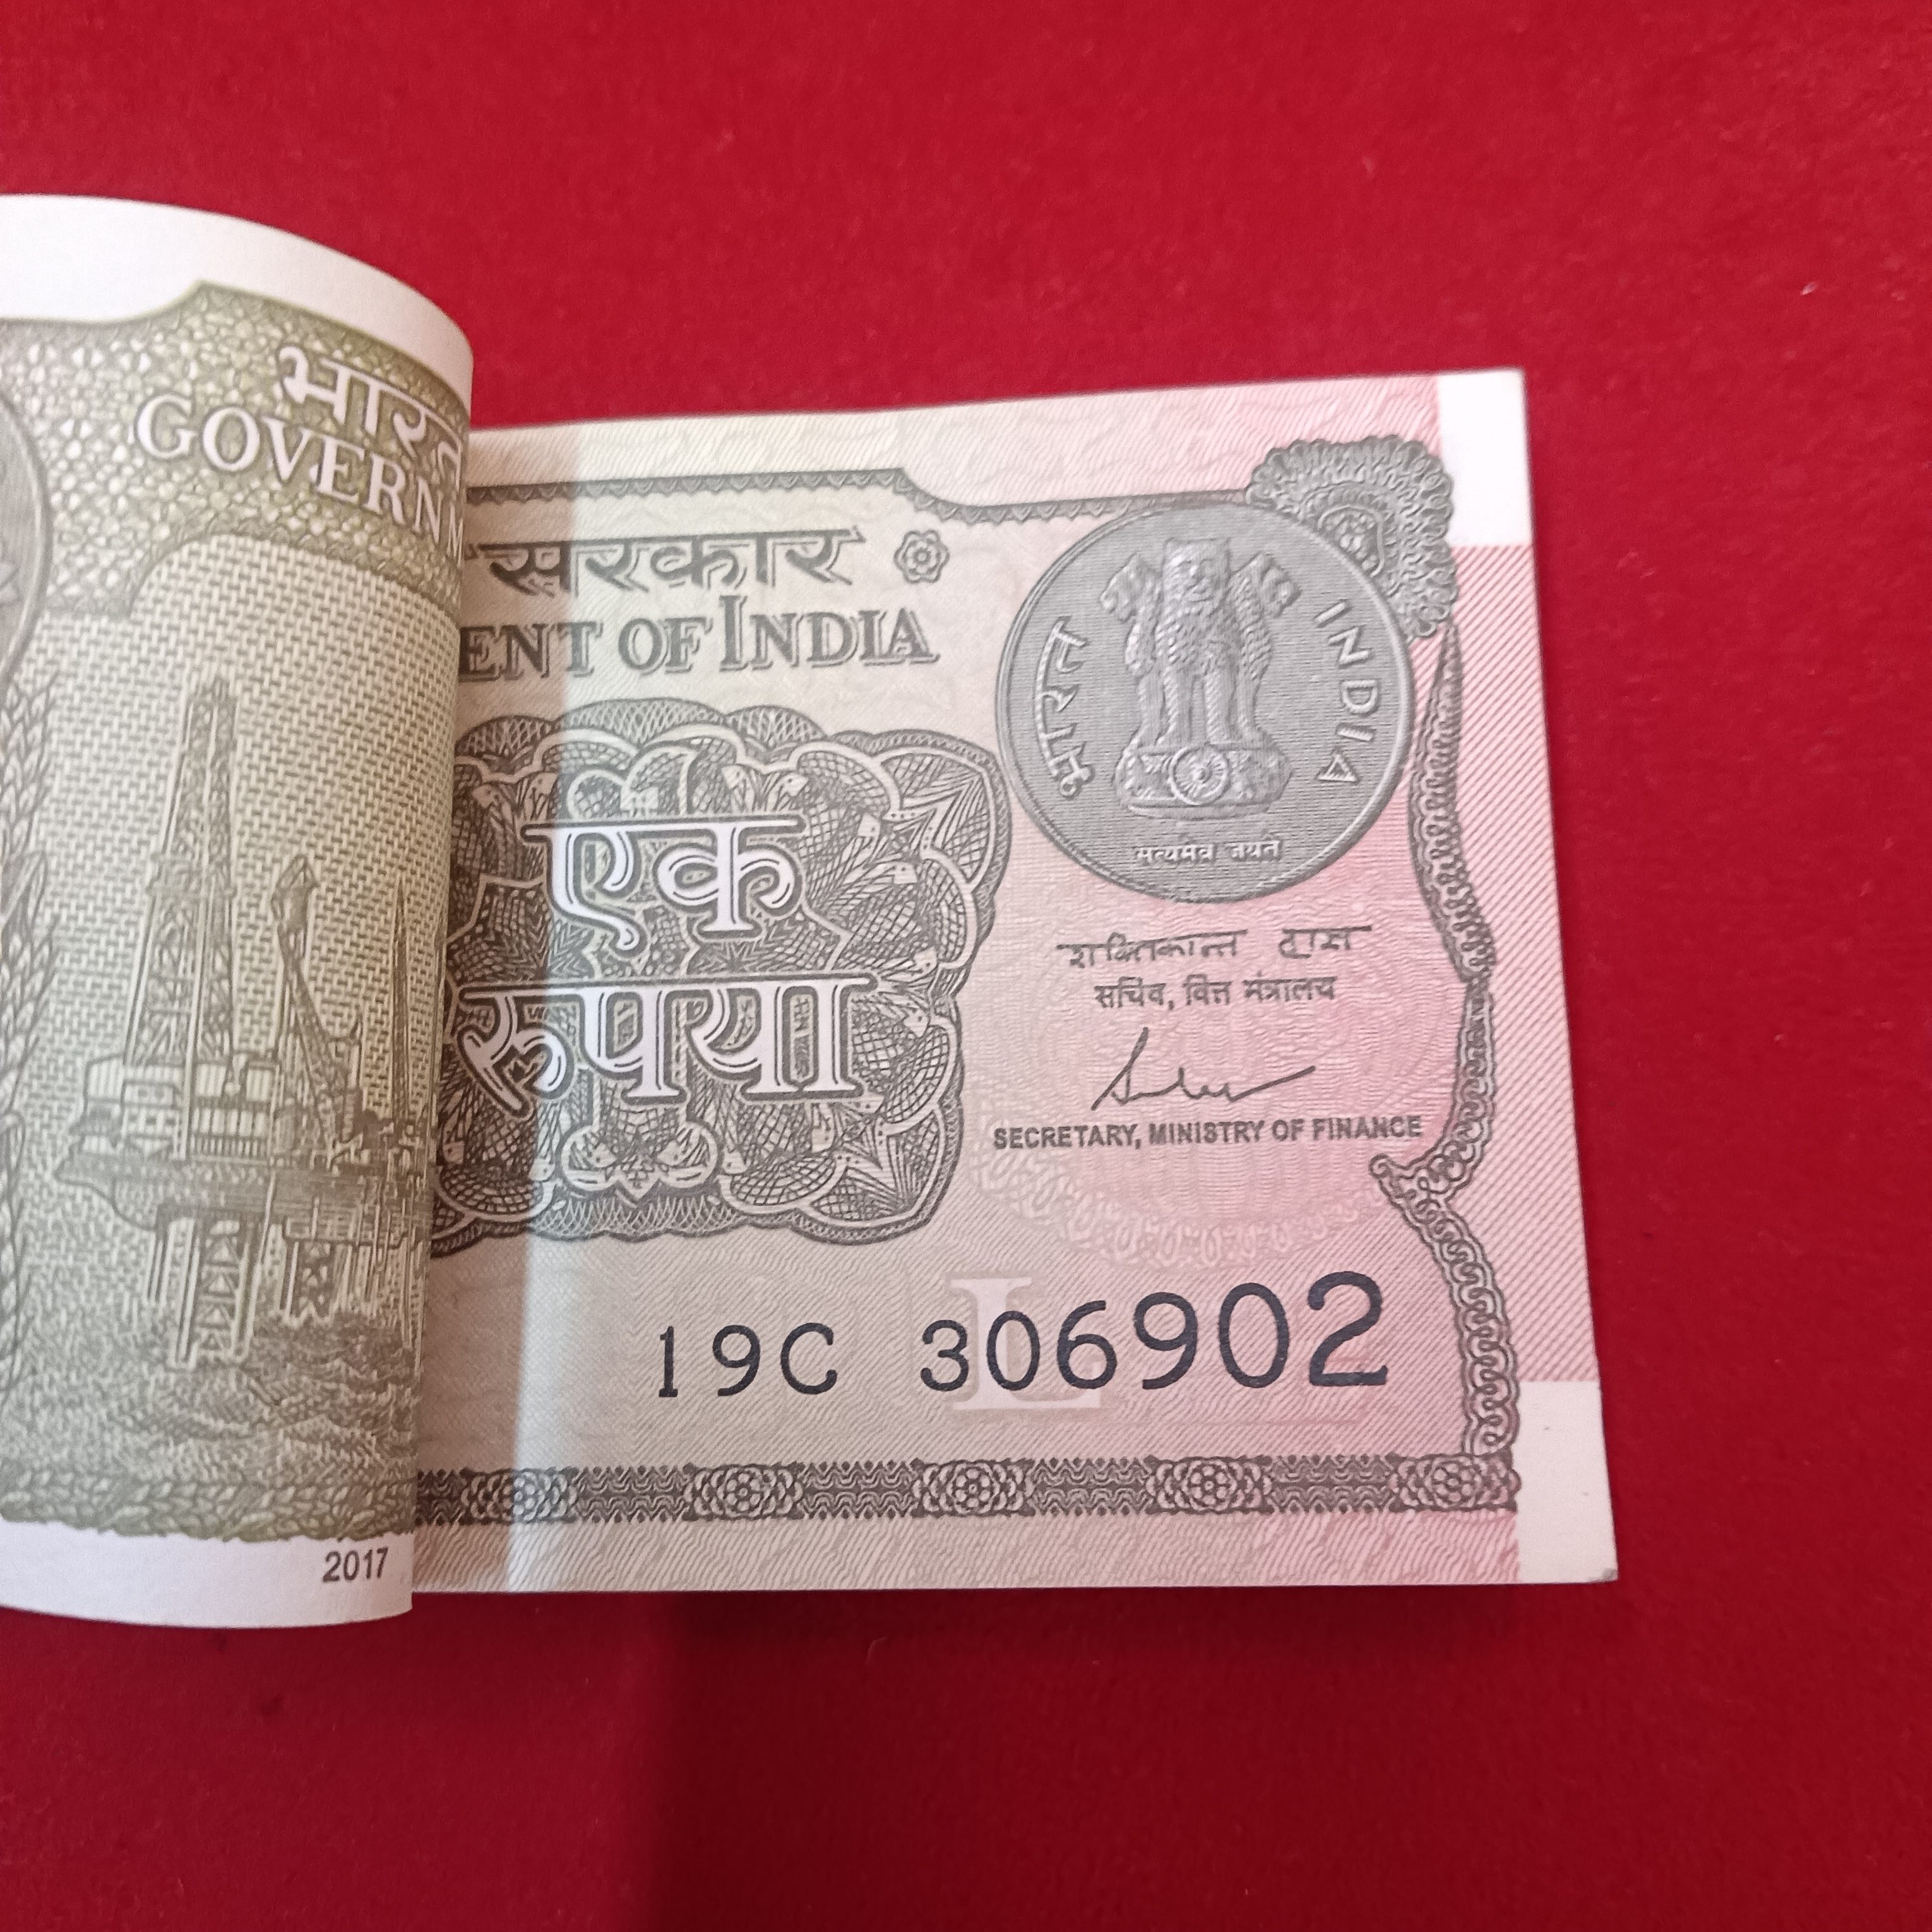 भारत
GOVERNM
2017
सरकार
ENT OF INDIA
एक
रुपया
भारत
INDIA
सत्यमेव जयते
शक्तिकान्त दास
सचिव, वित्त मंत्रालय
SECRETARY, MINISTRY OF FINANCE
L
19C 306902